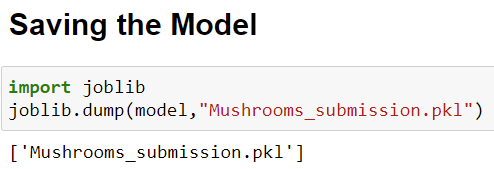 Saving the Model
import joblib
joblib.dump(model,"Mushrooms_submission.pkl")
['Mushrooms_submission.pkl']